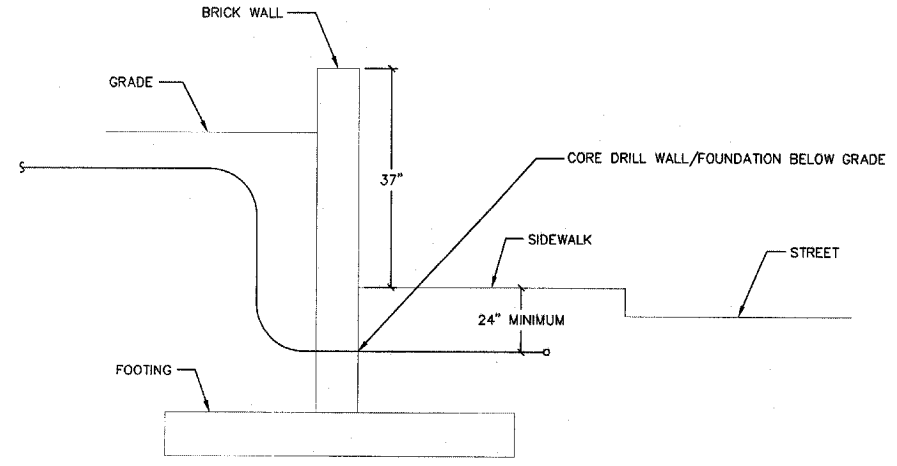 BRICK WALL
GRADE
CORE DRILL WALL/FOUNDATION BELOW GRADE
37"
SIDEWALK
STREET
24" MINIMUM
FOOTING